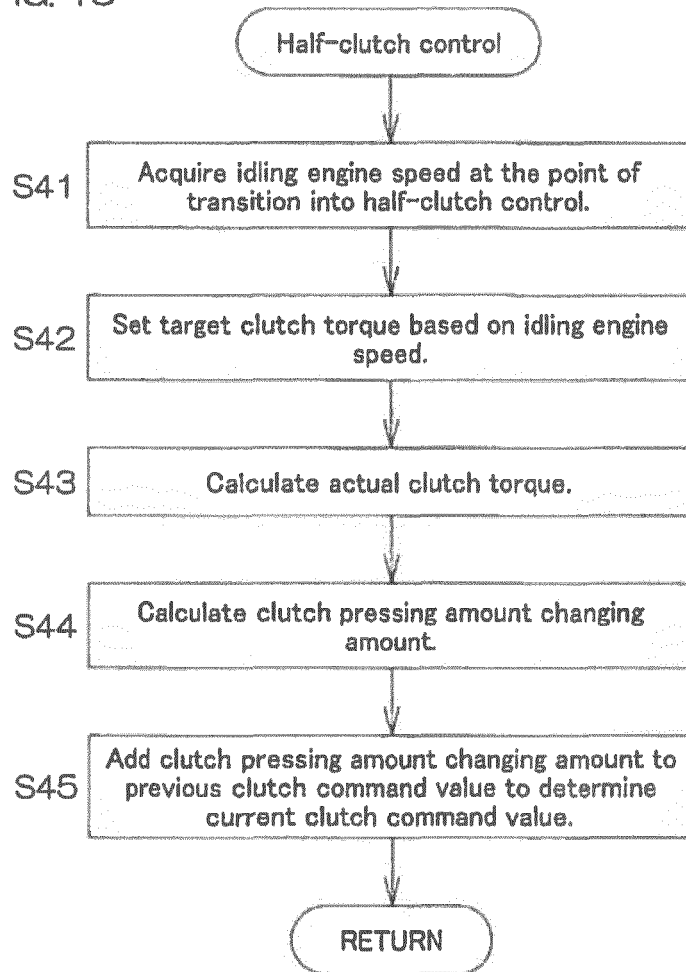 Half-clutch control
S41
Acquire idling engine speed at the point of
transition into half-clutch control.
S42
Set target clutch torque based on idling engine
speed.
S43
Calculate actual clutch torque.
S44
Calculate clutch pressing amount changing
amount.
S45
Add clutch pressing amount changing amount to
previous clutch command value to determine
current clutch command value.
RETURN